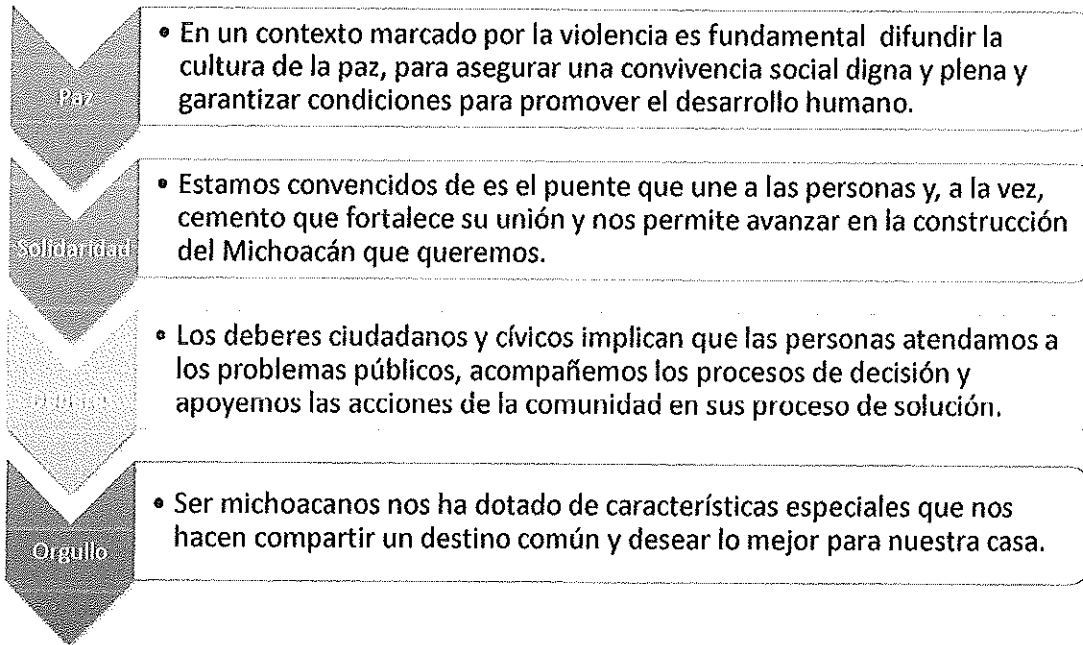 Paz
• En un contexto marcado por la violencia es fundamental difundir la
cultura de la paz, para asegurar una convivencia social digna y plena y
garantizar condiciones para promover el desarrollo humano.
Solidaridad
• Estamos convencidos de es el puente que une a las personas y, a la vez,
cemento que fortalece su unión y nos permite avanzar en la construcción
del Michoacán que queremos.
• Los deberes ciudadanos y cívicos implican que las personas atendamos a
los problemas públicos, acompañemos los procesos de decisión y
apoyemos las acciones de la comunidad en sus proceso de solución.
Orgullo
• Ser michoacanos nos ha dotado de características especiales que nos
hacen compartir un destino común y desear lo mejor para nuestra casa.